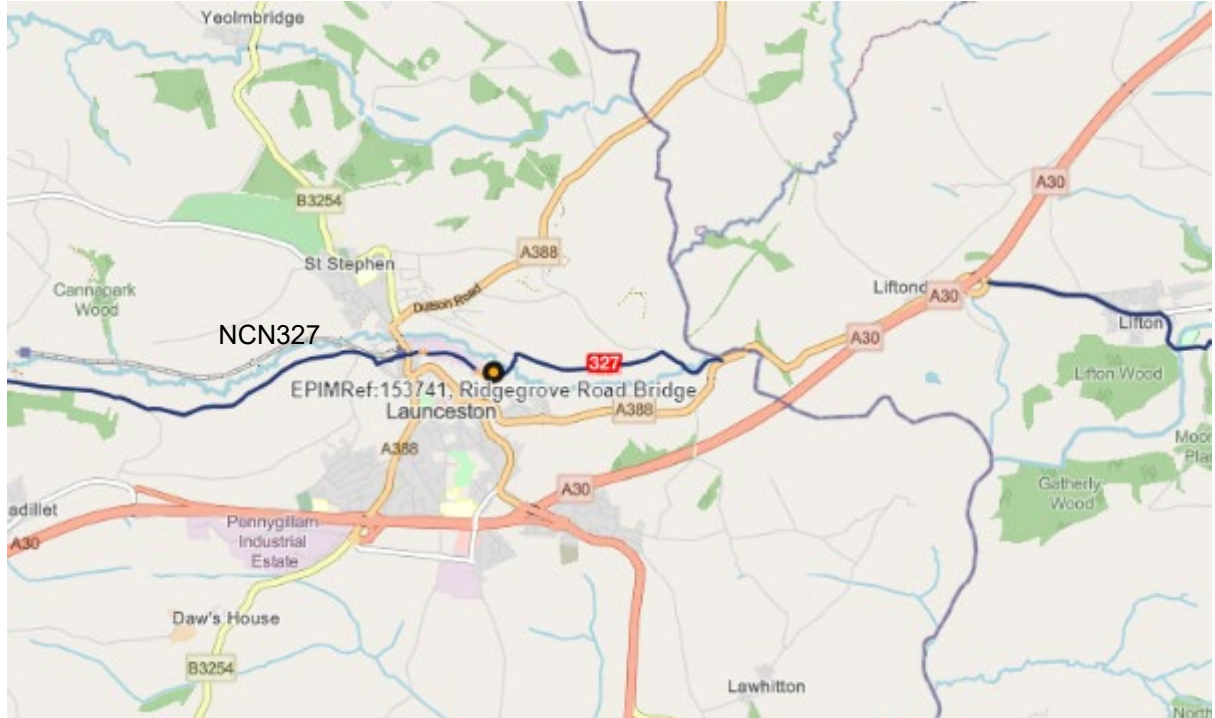 Yeolmbridge
A30
B3254
A388
St Stephen
Cannapark
Wood
Dutson Road
Liftond
A30
NCN327
A30
Lifton
327
EPIMRef:153741, Ridgegrove Road Bridge
Lifton Wood
Launceston
A388
A388
A30
Gatherly
Wood
adillet
Pennygillam
Industrial
Estate
A30
Daw's House
B3254
Lawhitton
Moor
Pla
North